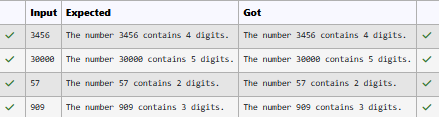 Input Expected Got
3456 The number 3456 contains 4 digits. The number 3456 contains 4 digits.
30000 The number 30000 contains 5 digits. The number 30000 contains 5 digits.
57 The number 57 contains 2 digits. The number 57 contains 2 digits.
909 The number 909 contains 3 digits. The number 909 contains 3 digits.